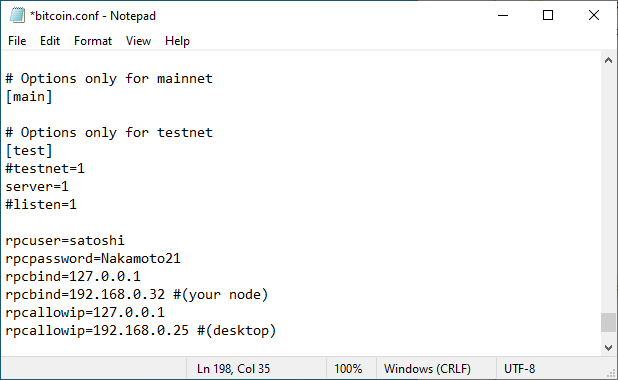 *bitcoin.conf - Notepad
File Edit Format View Help
# Options only for mainnet
[main]
# Options only for testnet
[test]
#testnet=1
server=1
#listen=1
rpcuser=satoshi
rpcpassword=Nakamoto21
rpcbind=127.0.0.1
rpcbind=192.168.0.32 #(your node)
rpcallowip=127.0.0.1
rpcallowip=192.168.0.25 #(desktop)
Ln 198, Col 35 100% Windows (CRLF) UTF-8